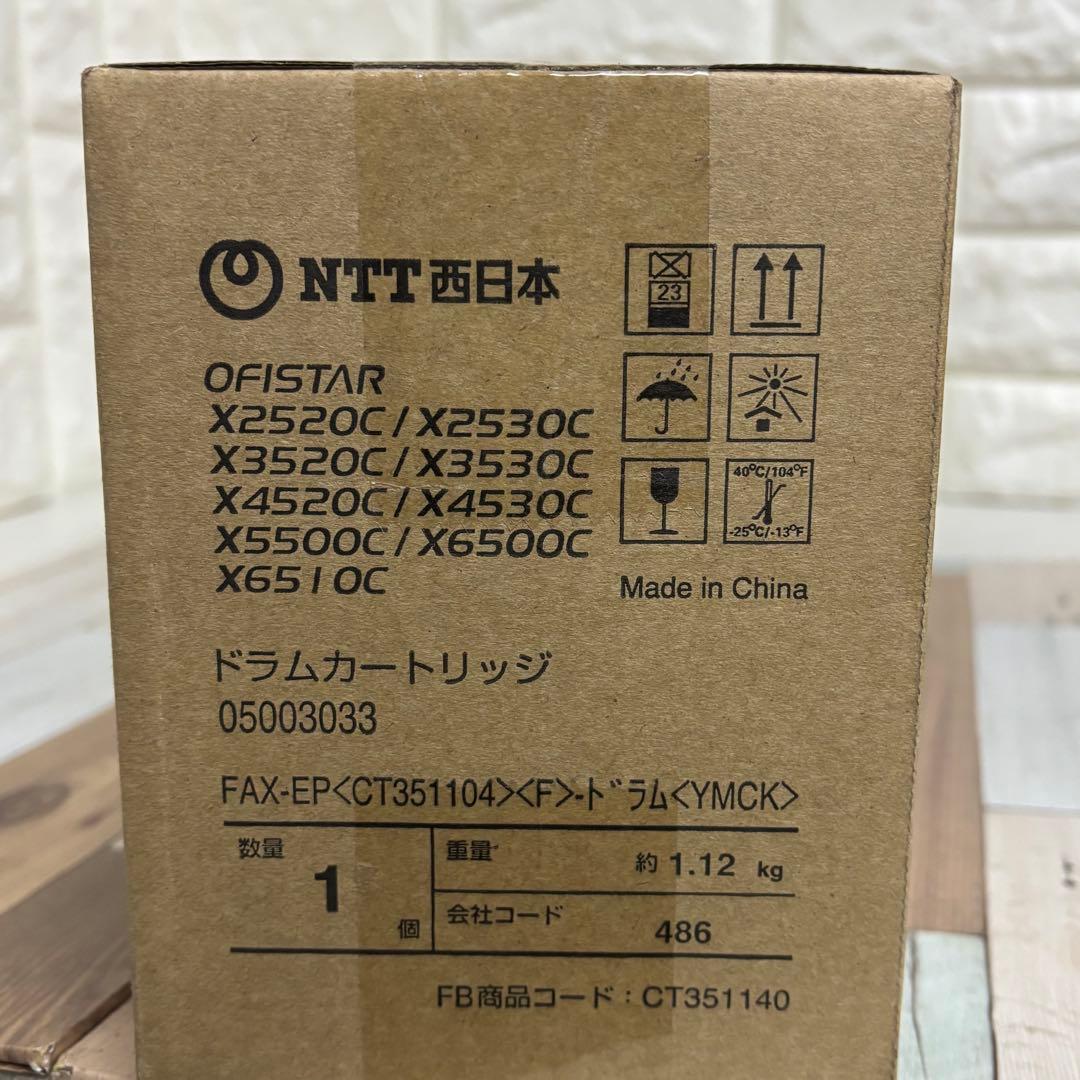 NTT西日本
OFISTAR
X2520C/X2530C
X3520C/X3530C
X4520C/X4530C
X5500C/X6500C
X6510C
23
40°C/104°F
-25°C/-13°F
Made in China
ドラムカートリッジ
05003033
FAX-EP<CT351104><F>-ドラム<YMCK>
数量 1 個
重量 約 1.12 kg
会社コード 486
FB商品コード：CT351140